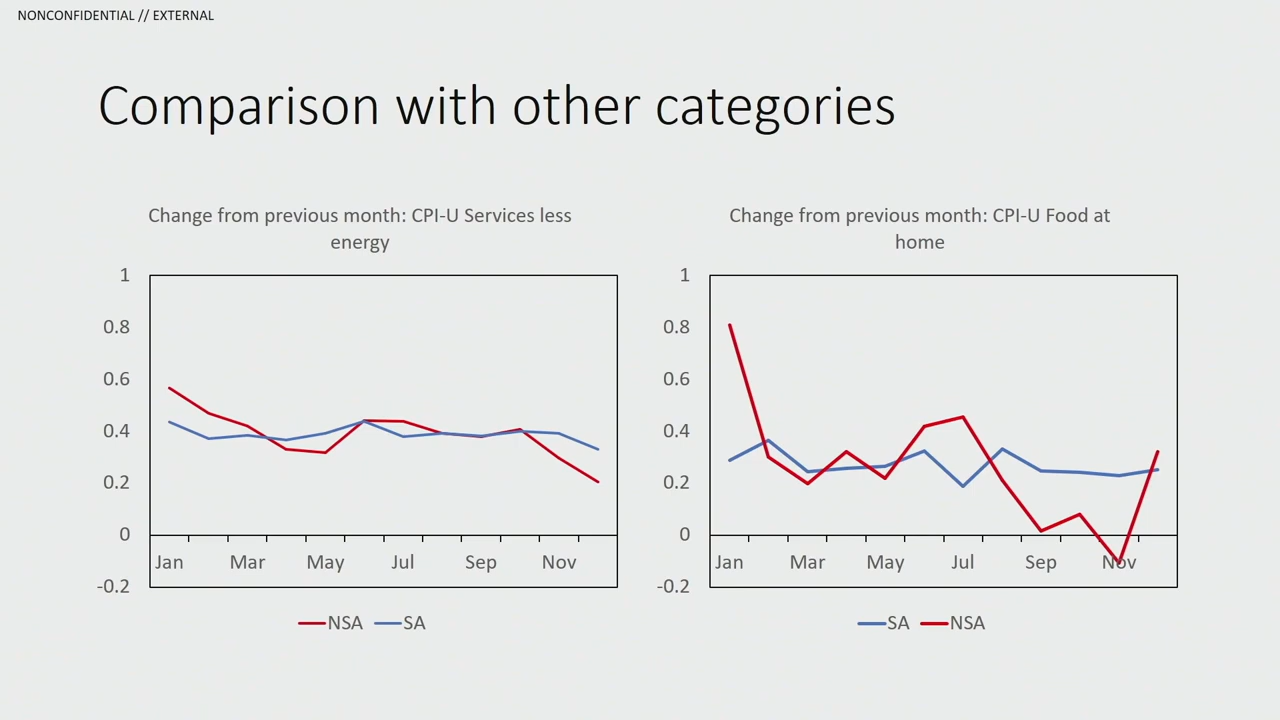 NONCONFIDENTIAL // EXTERNAL
Comparison with other categories
Change from previous month: CPI-U Services less
energy
1
0.8
0.6
0.4
0.2
0
-0.2
Jan Mar May Jul Sep Nov
NSA SA
Change from previous month: CPI-U Food at
home
1
0.8
0.6
0.4
0.2
0
-0.2
Jan Mar May Jul Sep Nov
SA NSA